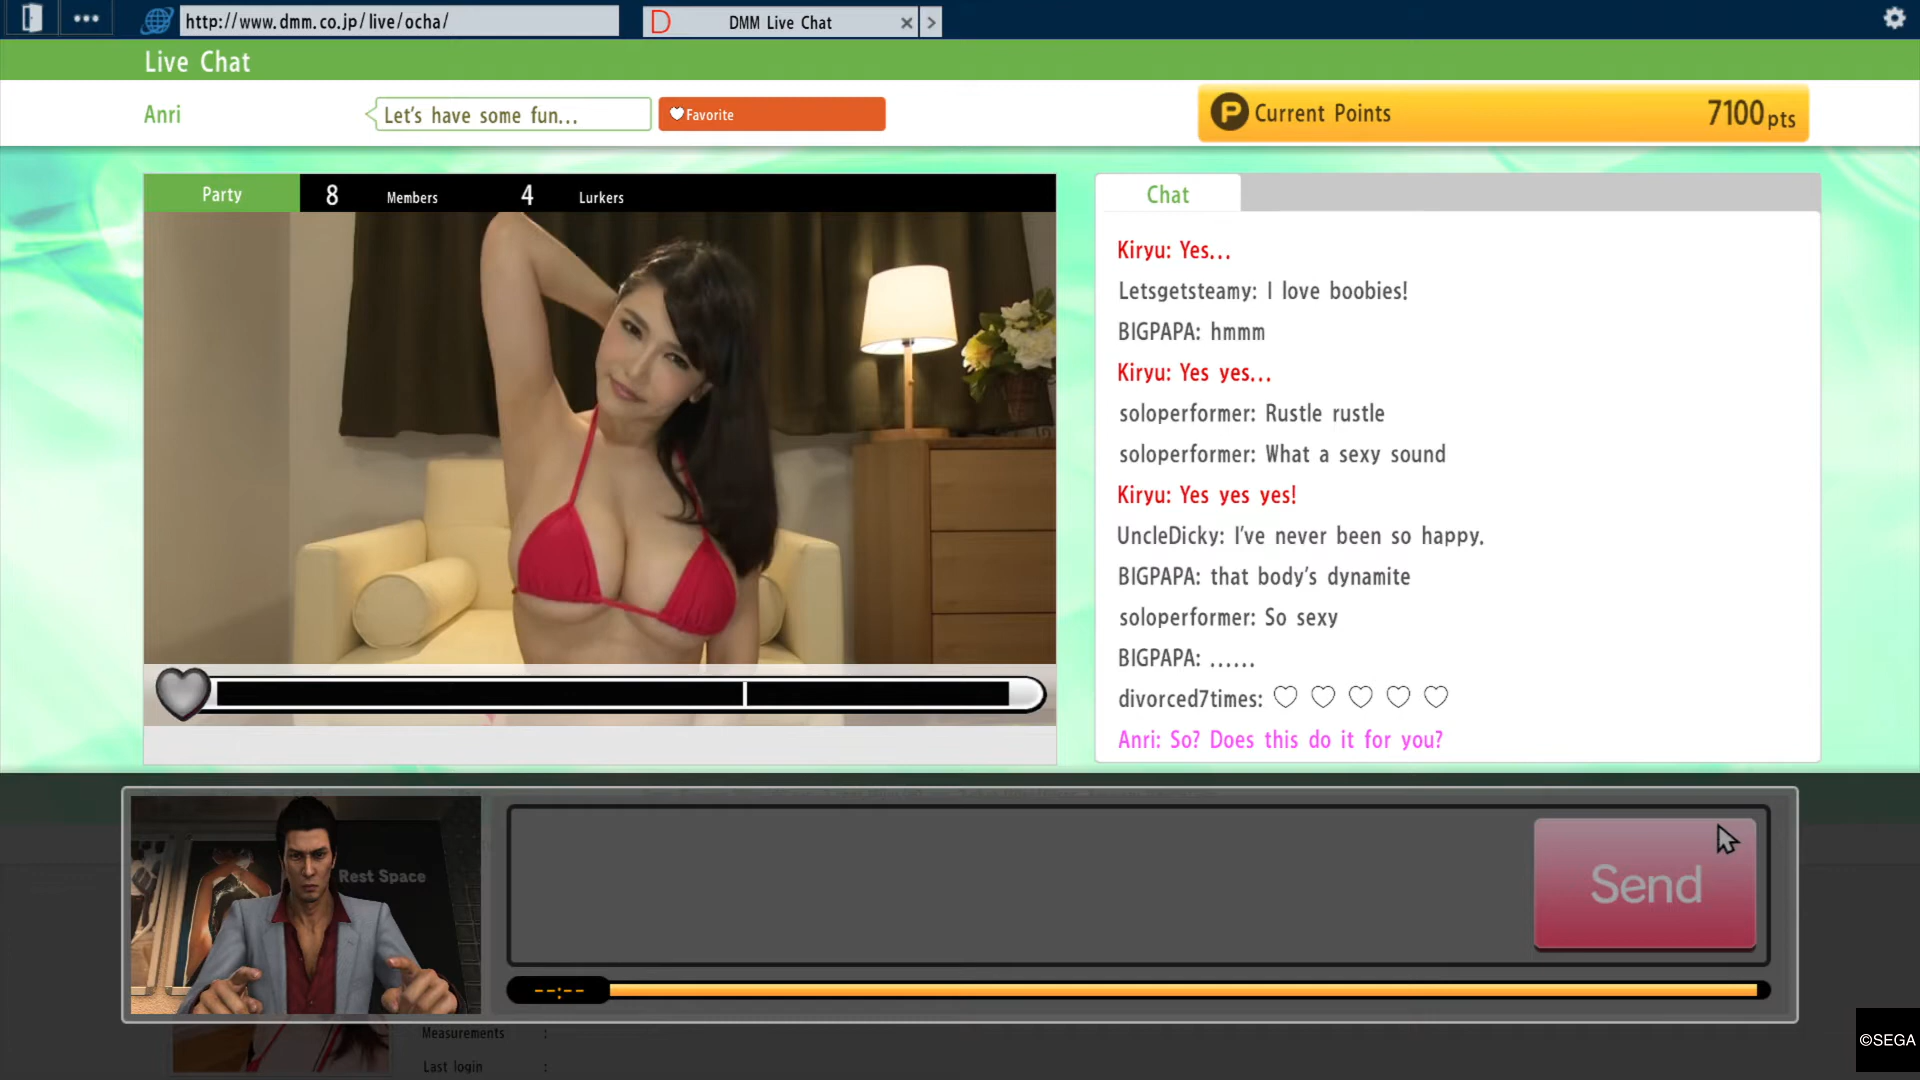 http://www.dmm.co.jp/live/ocha/
D DMM Live Chat
Live Chat
Anri
Let's have some fun...
Favorite
P Current Points 7100 pts
Party 8 Members 4 Lurkers
Chat
Kiryu: Yes...
Letsgetsteamy: I love boobies!
BIGPAPA: hmmm
Kiryu: Yes yes...
soloperformer: Rustle rustle
soloperformer: What a sexy sound
Kiryu: Yes yes yes!
UncleDicky: I've never been so happy.
BIGPAPA: that body's dynamite
soloperformer: So sexy
BIGPAPA: ......
divorced7times: ♡ ♡ ♡ ♡ ♡
Anri: So? Does this do it for you?
Rest Space
Send
--:--
Measurements :
Last login :
©SEGA